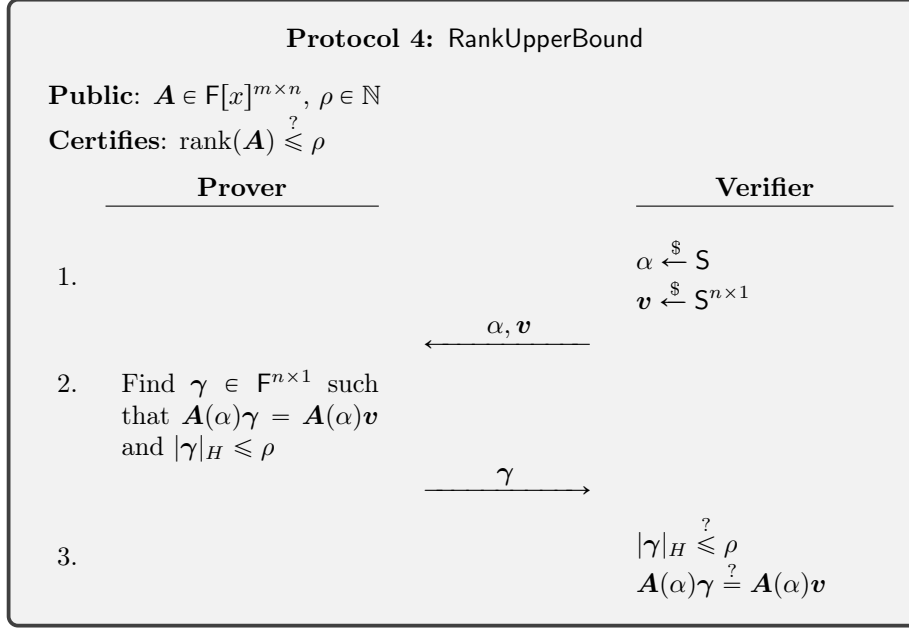 Protocol 4: RankUpperBound
Public: A ∈ F[x]^{m×n}, ρ ∈ ℕ
Certifies: rank(A) ⩽^? ρ
Prover Verifier
1. α ←^$ S
v ←^$ S^{n×1}
α, v
2. Find γ ∈ F^{n×1} such
that A(α)γ = A(α)v
and |γ|_H ⩽ ρ
γ
3. |γ|_H ⩽^? ρ
A(α)γ =^? A(α)v